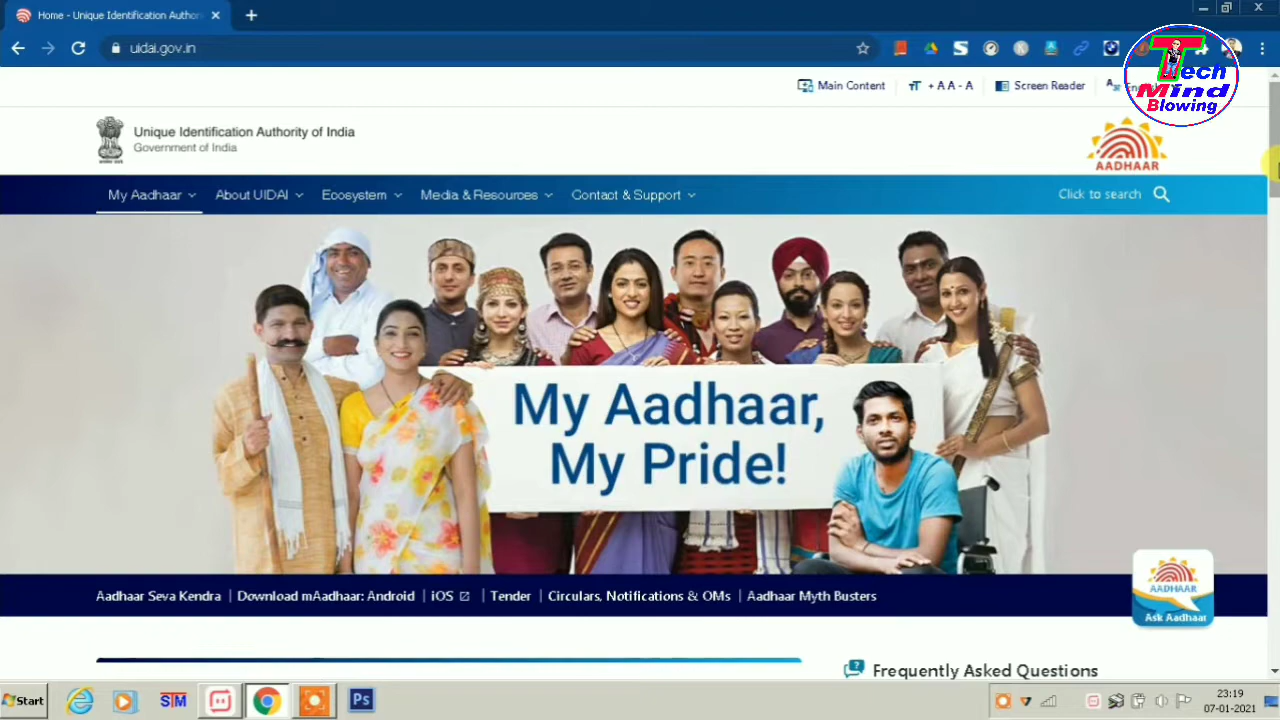 Home - Unique Identification Author
uidai.gov.in
Tech
Mind
Blowing
Main Content
+ A A - A
Screen Reader
Unique Identification Authority of India
Government of India
AADHAAR
My Aadhaar
About UIDAI
Ecosystem
Media & Resources
Contact & Support
Click to search
My Aadhaar,
My Pride!
Aadhaar Seva Kendra
Download mAadhaar: Android
iOS
Tender
Circulars, Notifications & OMs
Aadhaar Myth Busters
AADHAAR
Ask Aadhaar
Frequently Asked Questions
Start
STM
Ps
23:19
07-01-2021